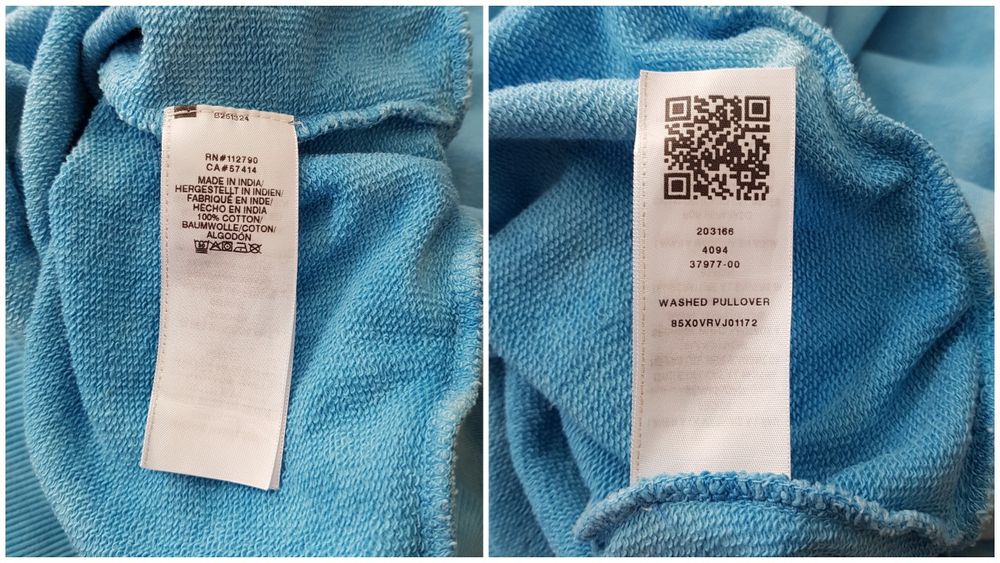 B251324
RN#112790
CA#57414
MADE IN INDIA/
HERGESTELLT IN INDIEN/
FABRIQUÉ EN INDE/
HECHO EN INDIA
100% COTTON/
BAUMWOLLE/COTON/
ALGODÓN
203166
4094
37977-00
WASHED PULLOVER
85X0VRVJ01172